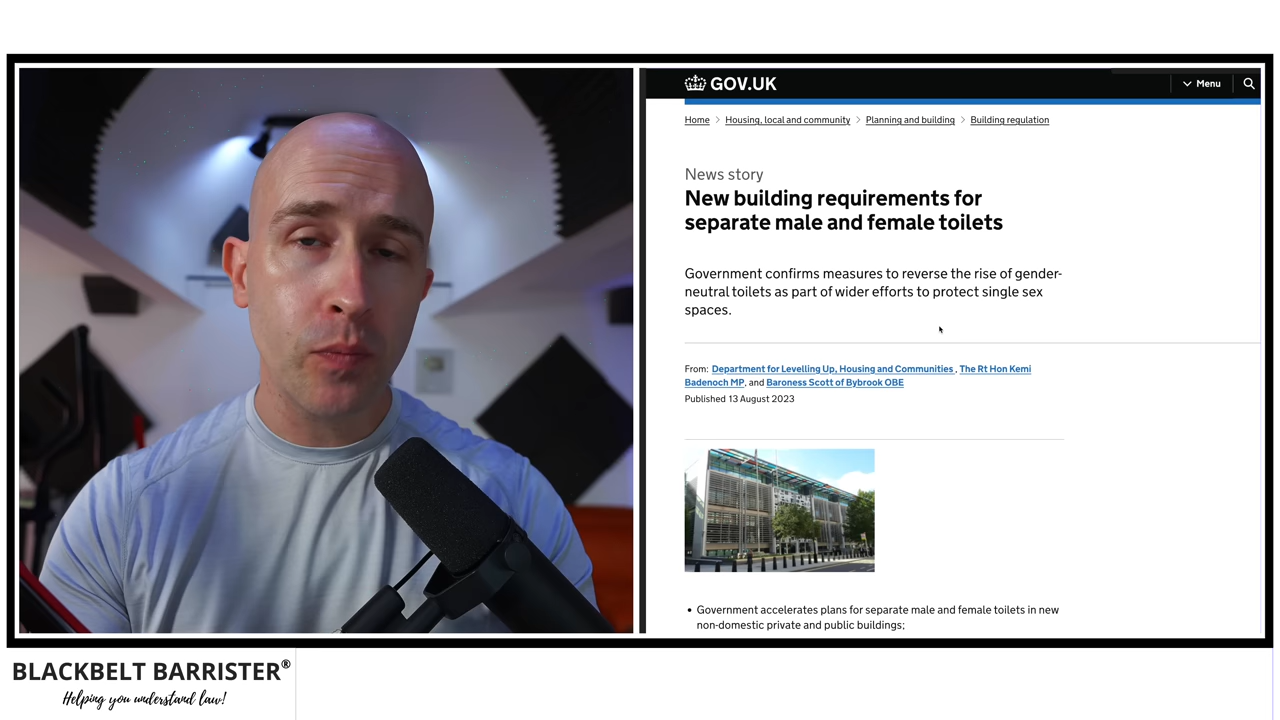 GOV.UK
Menu
Home > Housing, local and community > Planning and building > Building regulation
News story
New building requirements for
separate male and female toilets
Government confirms measures to reverse the rise of gender-
neutral toilets as part of wider efforts to protect single sex
spaces.
From: Department for Levelling Up, Housing and Communities , The Rt Hon Kemi
Badenoch MP, and Baroness Scott of Bybrook OBE
Published 13 August 2023
• Government accelerates plans for separate male and female toilets in new
non-domestic private and public buildings;
BLACKBELT BARRISTER®
Helping you understand law!